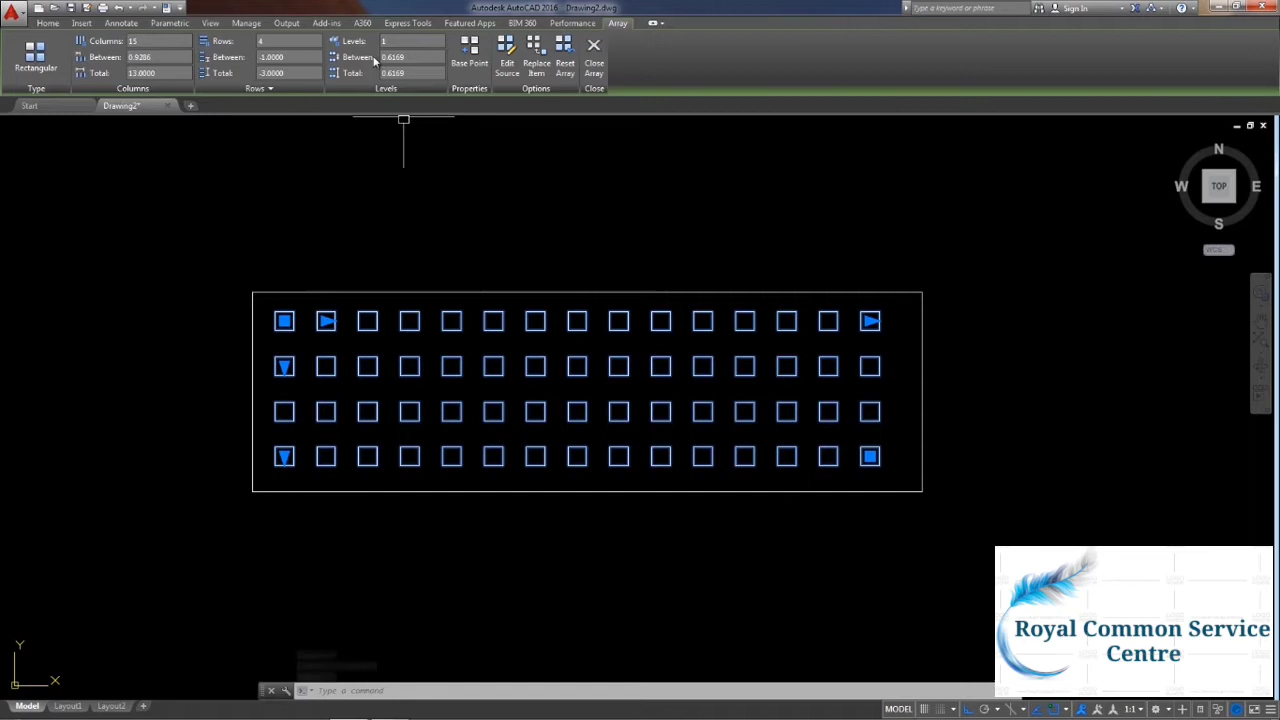 Autodesk AutoCAD 2016   Drawing2.dwg
Type a keyword or phrase
Sign In
Home Insert Annotate Parametric View Manage Output Add-ins A360 Express Tools Featured Apps BIM 360 Performance Array
Columns: 15 Rows: 4 Levels: 1
Between: 0.9286 Between: -1.0000 Between: 0.6169
Total: 13.0000 Total: -3.0000 Total: 0.6169
Rectangular
Base Point
Edit Source
Replace Item
Reset Array
Close Array
Type Columns Rows Levels Properties Options Close
Start Drawing2*
N
W TOP E
S
WCS
Royal Common Service
Centre
Y
X
Type a command
Model Layout1 Layout2
MODEL 1:1